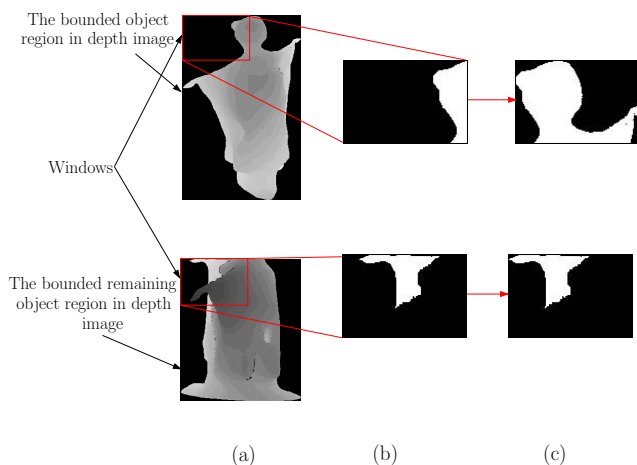 The bounded object
region in depth image
Windows
The bounded remaining
object region in depth
image
(a)
(b)
(c)